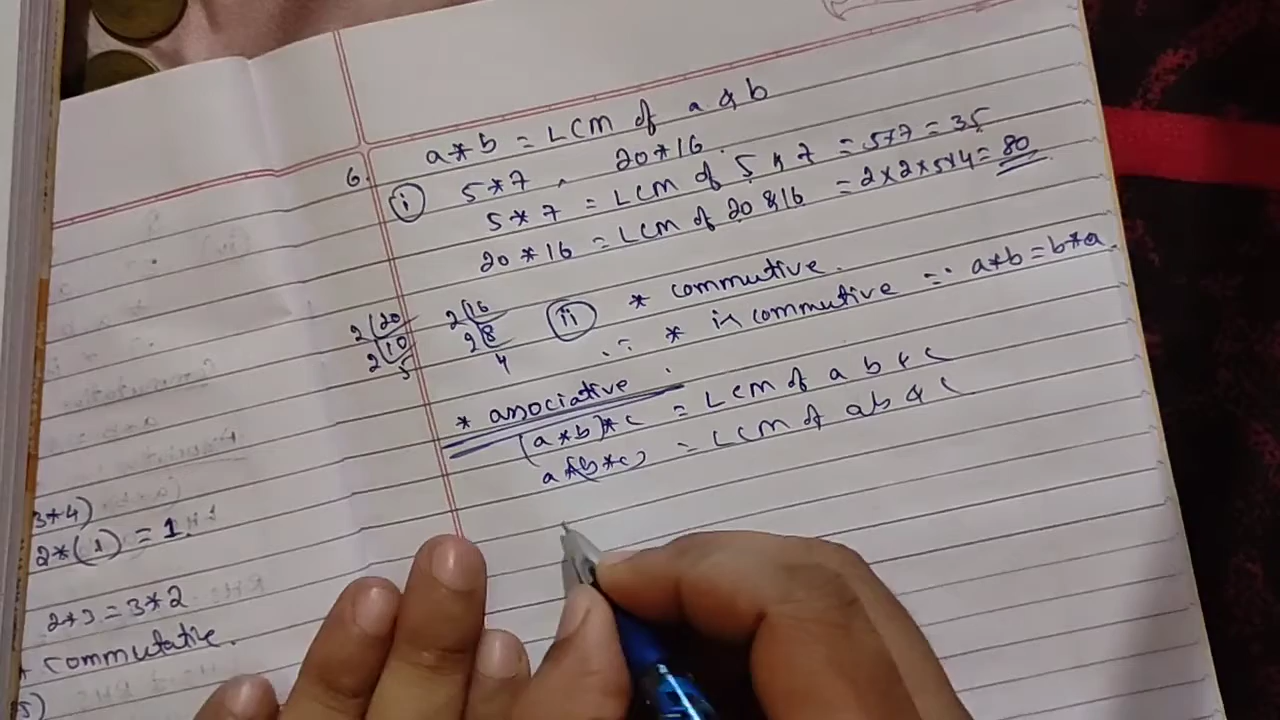 6. a*b = LCM of a & b
i 5*7 , 20*16.
5*7 = LCM of 5 & 7 = 5×7 = 35
20*16 = LCM of 20 &16 = 2×2×5×4 = 80
2 20 2 16
2 10 2 8
5 4
ii * commutive.
∴ * is commutive ∵ a*b = b*a.
* associative.
(a*b)*c = LCM of a b & c
a*(b*c) = LCM of ab & c
3*4)
2*(1) = 1.
2*3 = 3*2
* commutative.